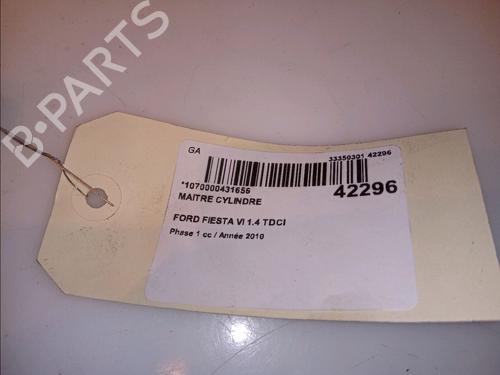 B-PARTS
GA
33350301 42296
*1070000431656
42296
MAITRE CYLINDRE
FORD FIESTA VI 1.4 TDCI
Phase 1 cc / Année 2010